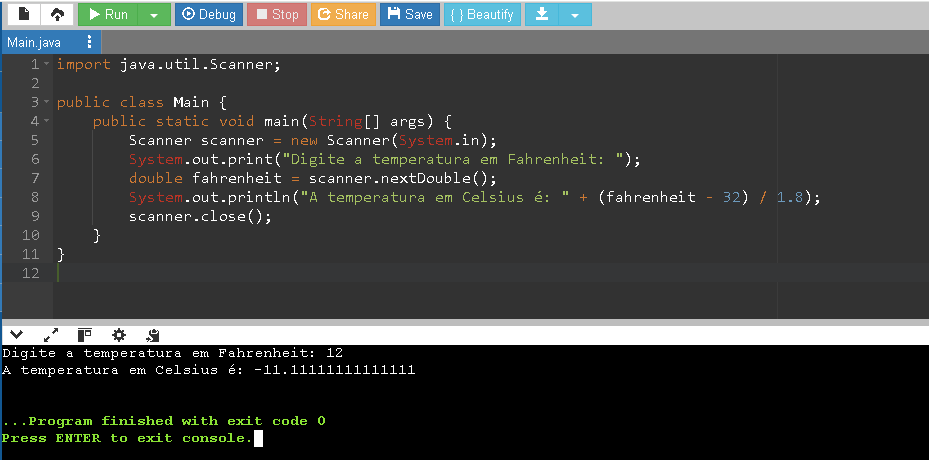 Run Debug Stop Share Save { } Beautify
Main.java
1 import java.util.Scanner;
2
3 public class Main {
4 public static void main(String[] args) {
5 Scanner scanner = new Scanner(System.in);
6 System.out.print("Digite a temperatura em Fahrenheit: ");
7 double fahrenheit = scanner.nextDouble();
8 System.out.println("A temperatura em Celsius é: " + (fahrenheit - 32) / 1.8);
9 scanner.close();
10 }
11 }
12
Digite a temperatura em Fahrenheit: 12
A temperatura em Celsius é: -11.11111111111111
...Program finished with exit code 0
Press ENTER to exit console.